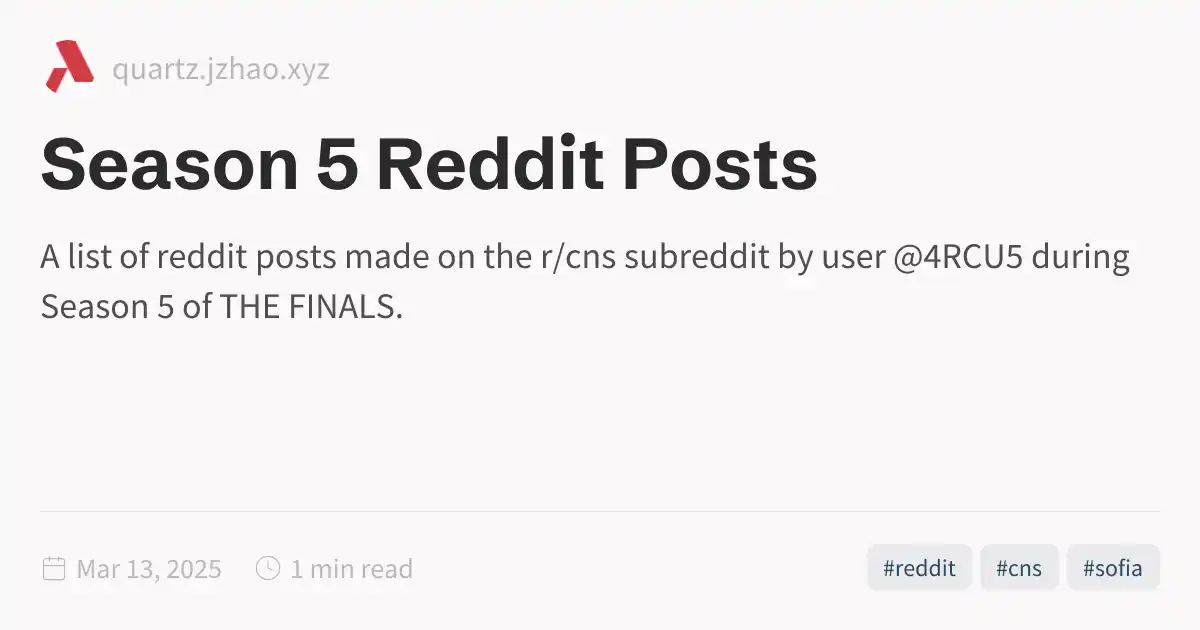 quartz.jzhao.xyz
Season 5 Reddit Posts
A list of reddit posts made on the r/cns subreddit by user @4RCU5 during
Season 5 of THE FINALS.
Mar 13, 2025 1 min read #reddit #cns #sofia